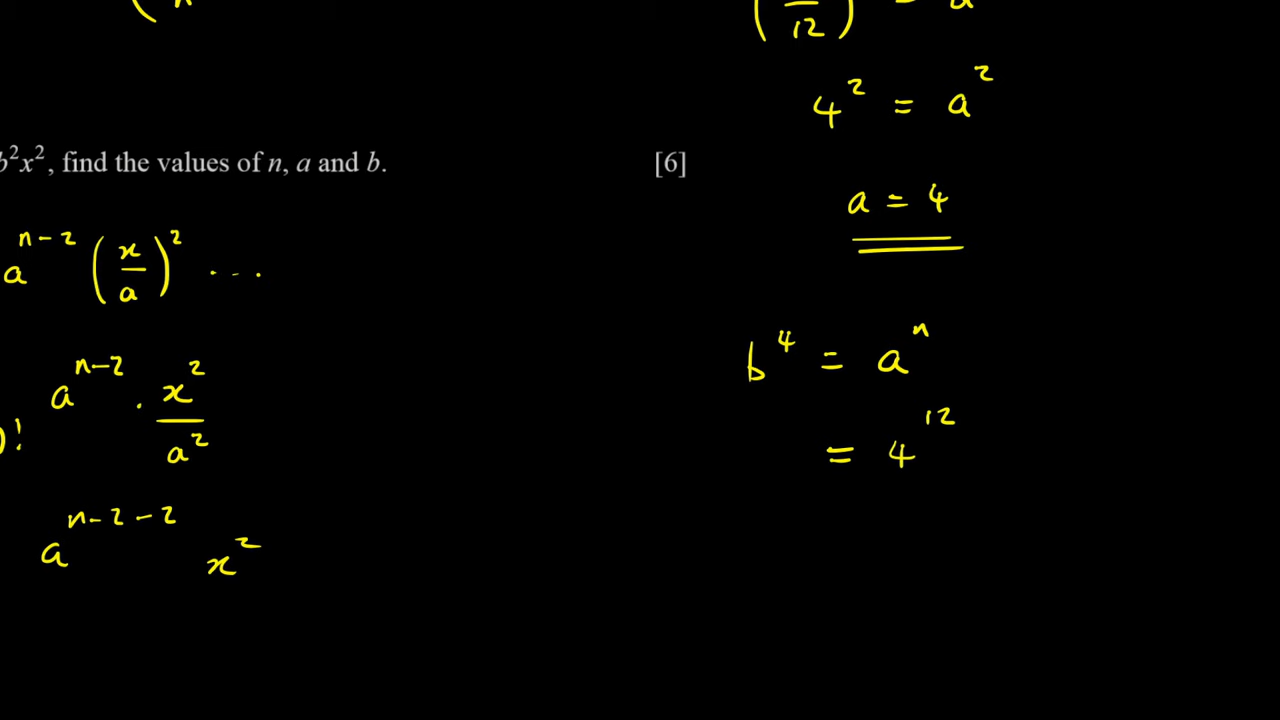 (n
b²x², find the values of n, a and b. [6]
a^{n-2} (x/a)² ...
)! a^{n-2} · x²/a²
a^{n-2-2} x²
( /12) = a
4² = a²
a = 4
b⁴ = aⁿ
= 4¹²